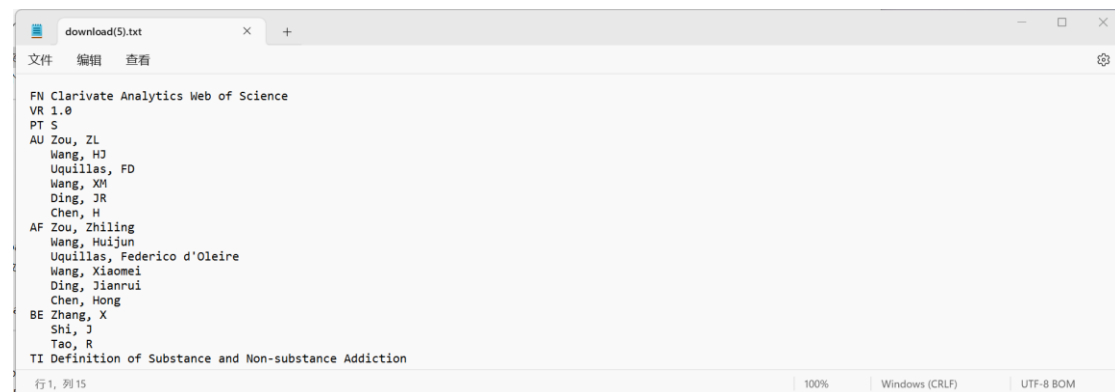 download(5).txt
文件 编辑 查看
FN Clarivate Analytics Web of Science
VR 1.0
PT S
AU Zou, ZL
Wang, HJ
Uquillas, FD
Wang, XM
Ding, JR
Chen, H
AF Zou, Zhiling
Wang, Huijun
Uquillas, Federico d'Oleire
Wang, Xiaomei
Ding, Jianrui
Chen, Hong
BE Zhang, X
Shi, J
Tao, R
TI Definition of Substance and Non-substance Addiction
行 1, 列 15 100% Windows (CRLF) UTF-8 BOM